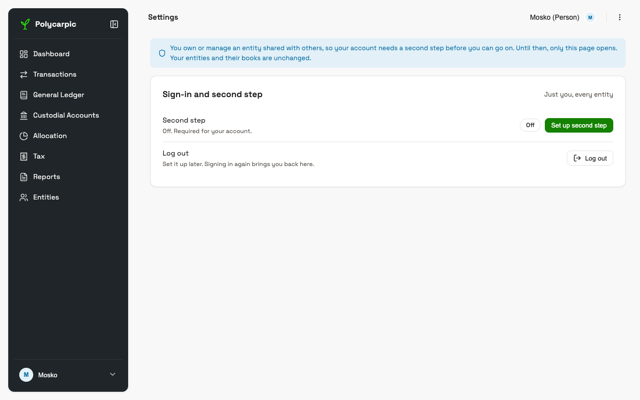 Polycarpic
Dashboard
Transactions
General Ledger
Custodial Accounts
Allocation
Tax
Reports
Entities
M
Mosko
Settings
Mosko (Person)
M
You own or manage an entity shared with others, so your account needs a second step before you can go on. Until then, only this page opens.
Your entities and their books are unchanged.
Sign-in and second step
Just you, every entity
Second step
Off. Required for your account.
Off
Set up second step
Log out
Set it up later. Signing in again brings you back here.
Log out